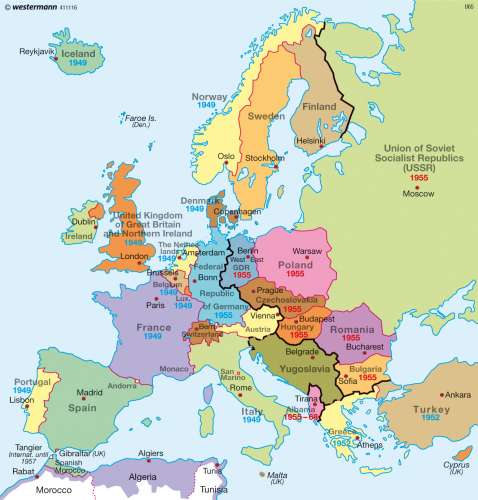 © westermann 411116
IX65
Reykjavik
Iceland
1949
Faroe Is.
(Den.)
Norway
1949
Sweden
Finland
Helsinki
Oslo
Stockholm
Union of Soviet
Socialist Republics
(USSR)
1955
Moscow
Denmark
1949
Copenhagen
United Kingdom
of Great Britain
and Northern Ireland
1949
Dublin
Ireland
London
The Nether-
lands
1949
Amsterdam
Brussels
Belgium
1949
Lux.
1949
Berlin
West East
GDR
1955
Federal
Bonn
Republic
of Germany
1955
Warsaw
Poland
1955
Prague
Czechoslovakia
1955
Paris
France
1949
Bern
Switzerland
Vienna
Austria
Budapest
Hungary
1955
Romania
1955
Bucharest
Belgrade
Yugoslavia
Bulgaria
1955
Sofia
Monaco
San
Marino
Rome
Italy
1949
Tirana
Albania
1955–68
Andorra
Portugal
1949
Lisbon
Madrid
Spain
Greece
1952
Athens
Ankara
Turkey
1952
Cyprus
(UK)
Tangier
Internat. until
1957
Gibraltar (UK)
Spanish
Morocco
Rabat
Morocco
Algiers
Algeria
Tunis
Tunisia
Malta
(UK)